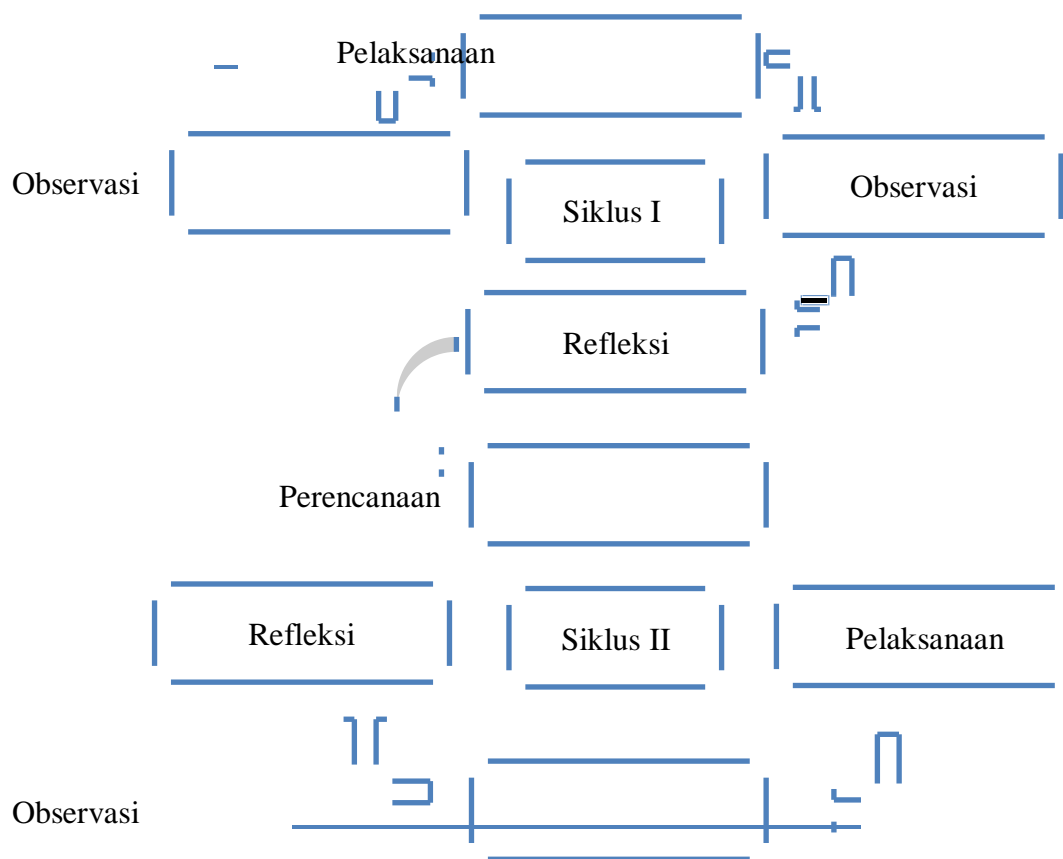 Pelaksanaan
Observasi
Siklus I
Observasi
Refleksi
Perencanaan
Refleksi
Siklus II
Pelaksanaan
Observasi